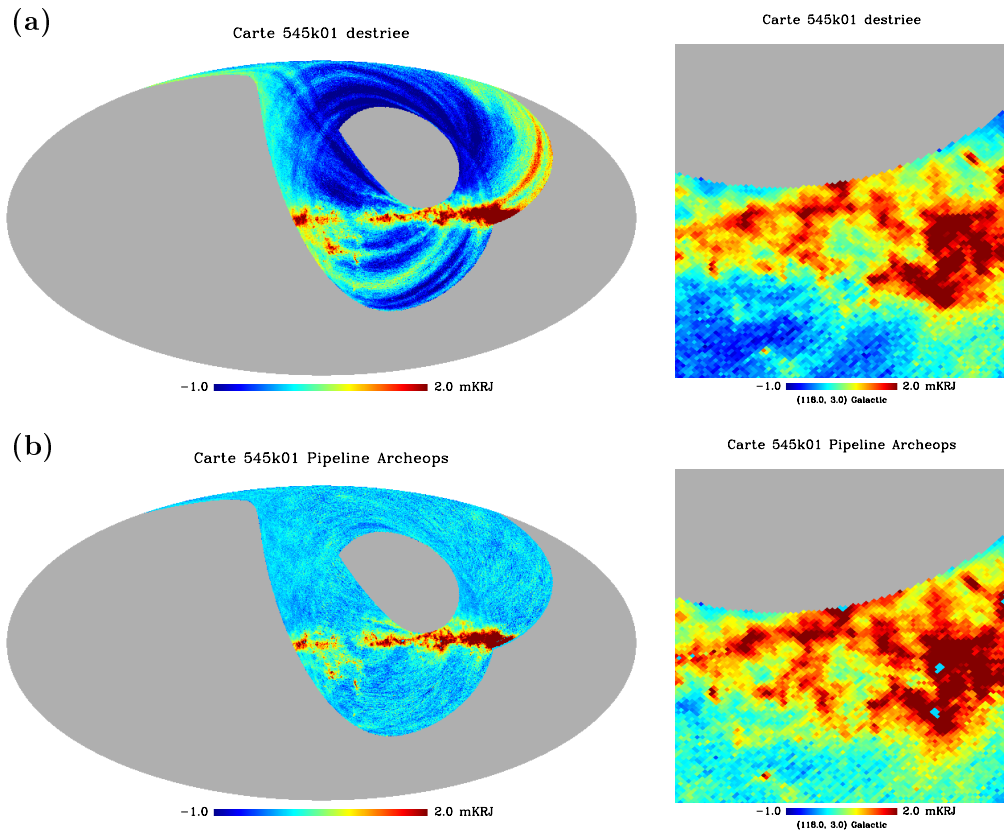 (a)
Carte 545k01 destriee
Carte 545k01 destriee
-1.0 2.0 mKRJ
-1.0 2.0 mKRJ
(118.0, 3.0) Galactic
(b)
Carte 545k01 Pipeline Archeops
Carte 545k01 Pipeline Archeops
-1.0 2.0 mKRJ
-1.0 2.0 mKRJ
(118.0, 3.0) Galactic